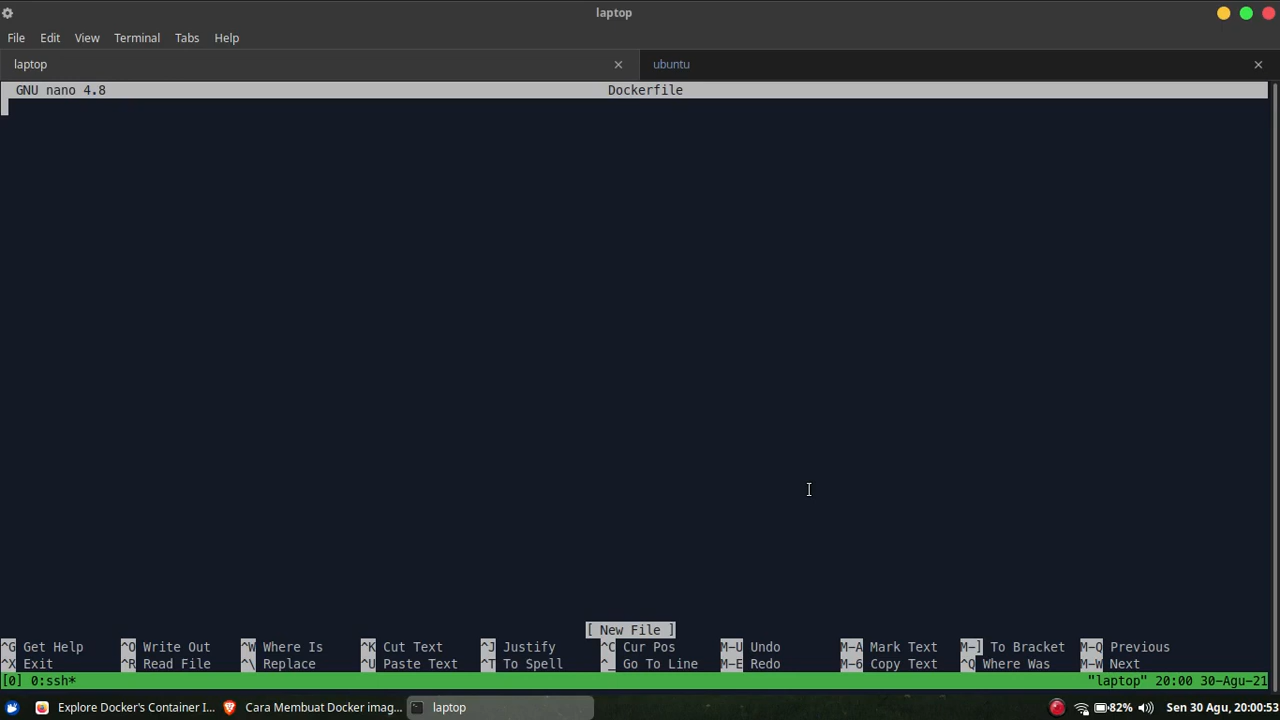 laptop
File Edit View Terminal Tabs Help
laptop ubuntu
GNU nano 4.8 Dockerfile
[ New File ]
^G Get Help ^O Write Out ^W Where Is ^K Cut Text ^J Justify ^C Cur Pos M-U Undo M-A Mark Text M-] To Bracket M-Q Previous
^X Exit ^R Read File ^\ Replace ^U Paste Text ^T To Spell ^_ Go To Line M-E Redo M-6 Copy Text ^Q Where Was M-W Next
[0] 0:ssh* "laptop" 20:00 30-Agu-21
Explore Docker's Container I... Cara Membuat Docker imag... laptop 82% Sen 30 Agu, 20:00:53